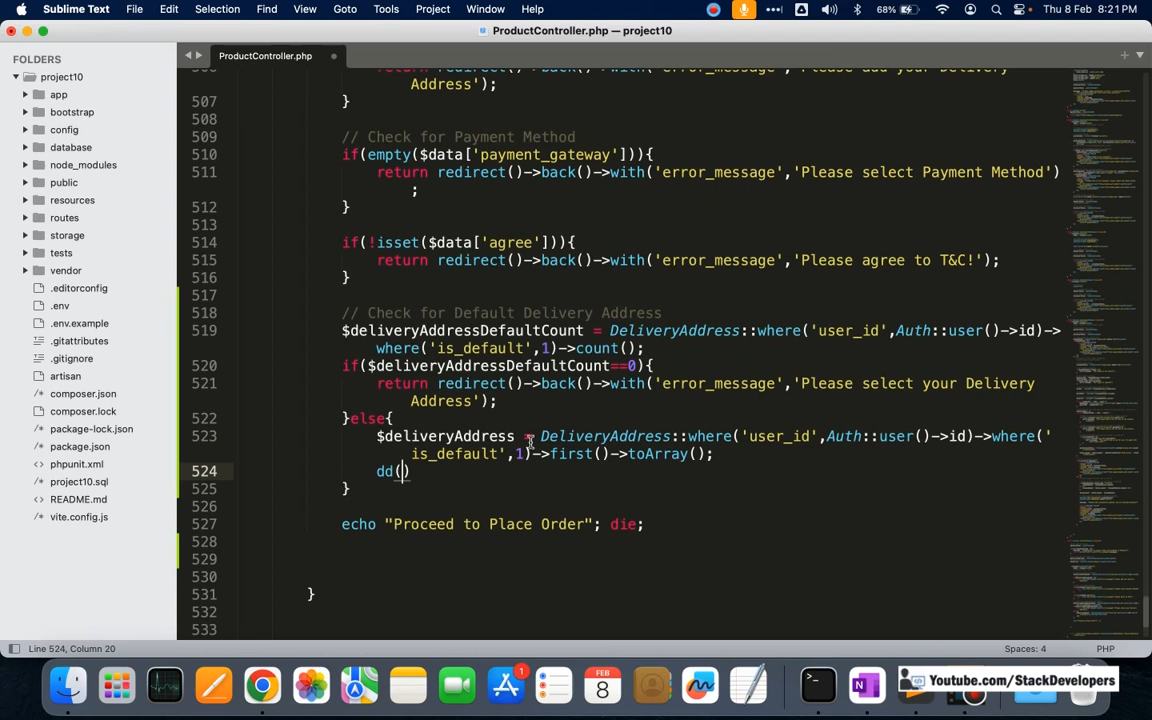 Sublime Text File Edit Selection Find View Goto Tools Project Window Help 68% Thu 8 Feb 8:21 PM
ProductController.php — project10
FOLDERS
project10
app
bootstrap
config
database
node_modules
public
resources
routes
storage
tests
vendor
.editorconfig
.env
.env.example
.gitattributes
.gitignore
artisan
composer.json
composer.lock
package-lock.json
package.json
phpunit.xml
project10.sql
README.md
vite.config.js
ProductController.php
return redirect()->back()->with('error_message','Please add your Delivery
Address');
507 }
508
509 // Check for Payment Method
510 if(empty($data['payment_gateway'])){
511 return redirect()->back()->with('error_message','Please select Payment Method')
;
512 }
513
514 if(!isset($data['agree'])){
515 return redirect()->back()->with('error_message','Please agree to T&C!');
516 }
517
518 // Check for Default Delivery Address
519 $deliveryAddressDefaultCount = DeliveryAddress::where('user_id',Auth::user()->id)->
where('is_default',1)->count();
520 if($deliveryAddressDefaultCount==0){
521 return redirect()->back()->with('error_message','Please select your Delivery
Address');
522 }else{
523 $deliveryAddress = DeliveryAddress::where('user_id',Auth::user()->id)->where('
is_default',1)->first()->toArray();
524 dd()
525 }
526
527 echo "Proceed to Place Order"; die;
528
529
530
531 }
532
533
Line 524, Column 20 Spaces: 4 PHP
FEB
8
Youtube.com/StackDevelopers